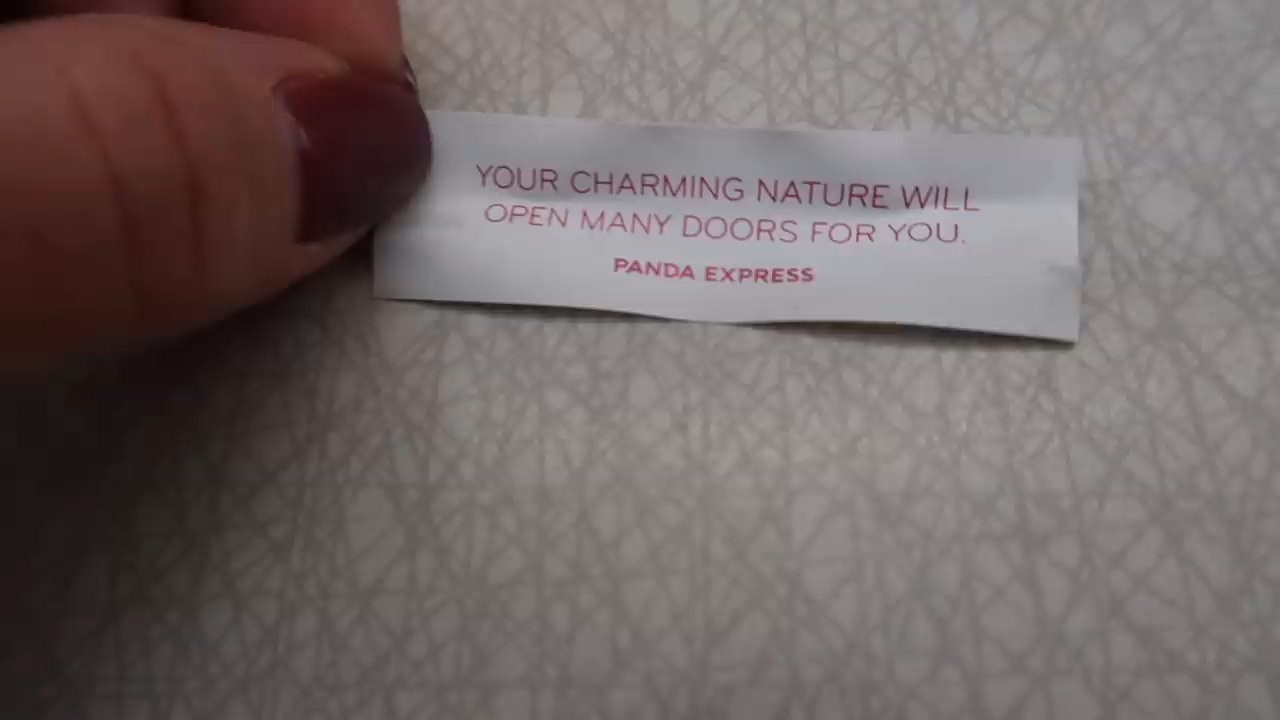 YOUR CHARMING NATURE WILL
OPEN MANY DOORS FOR YOU.
PANDA EXPRESS